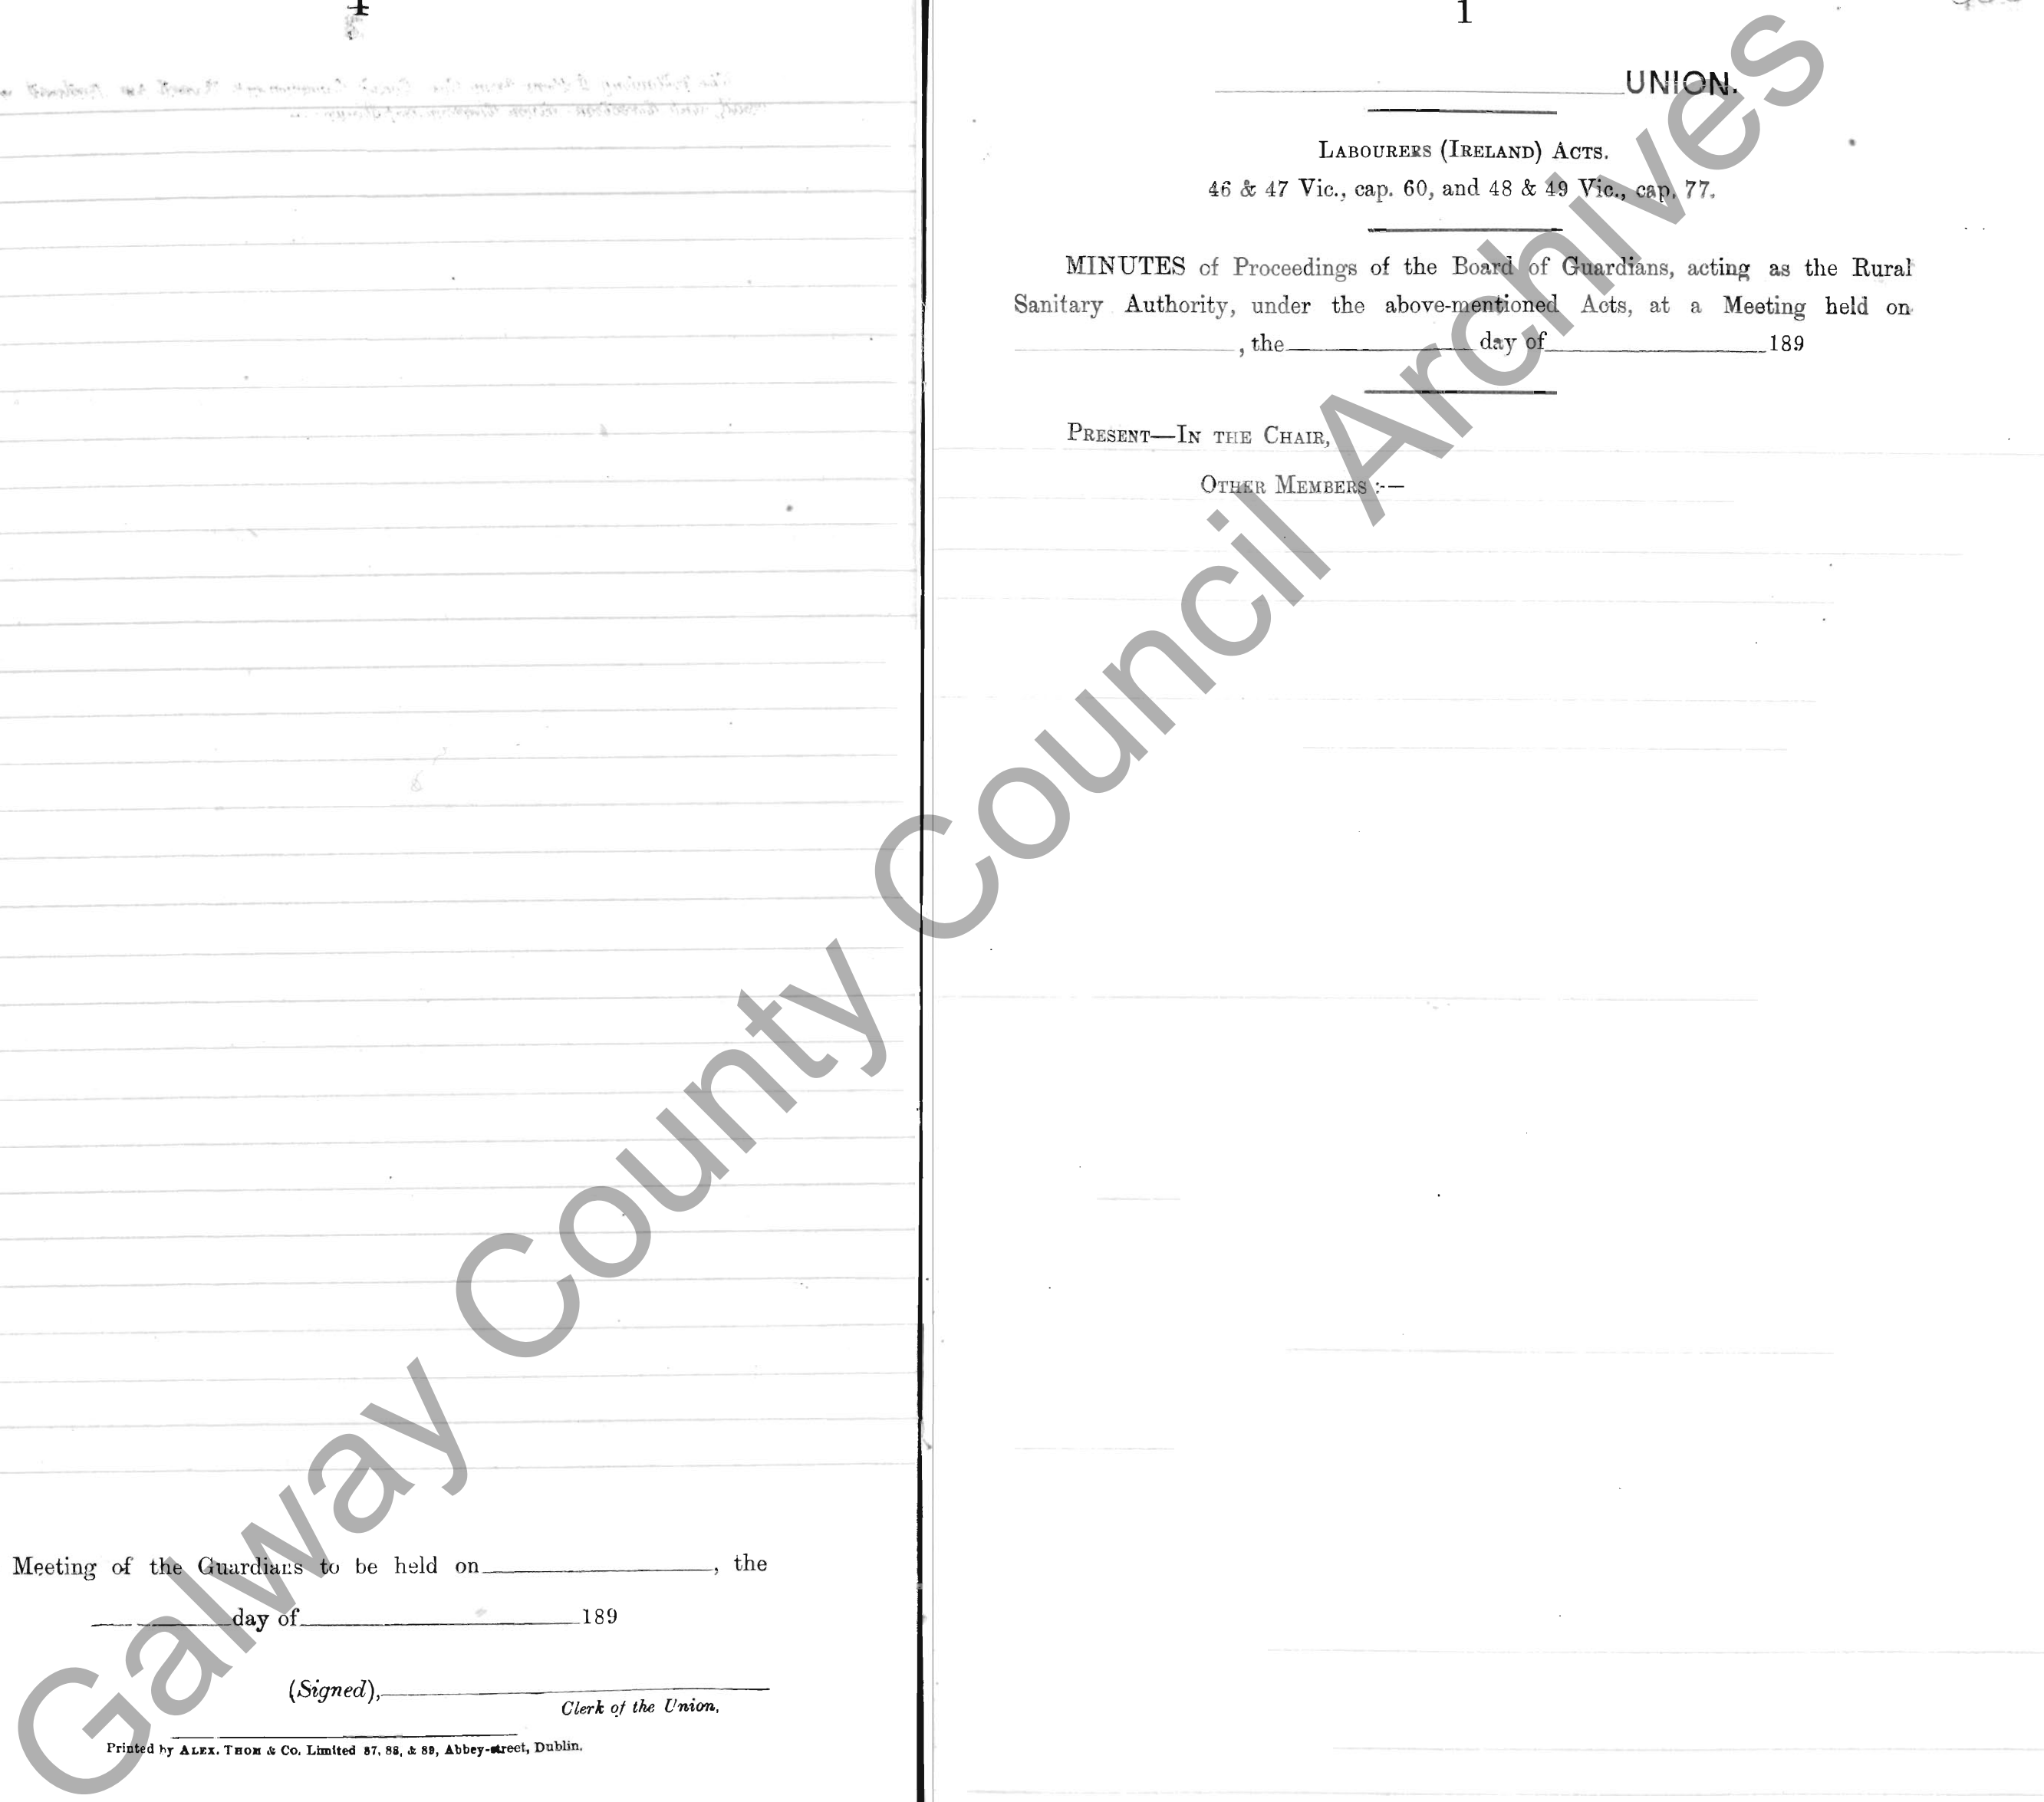 4
Meeting of the Guardians to be held on , the
day of 189
(Signed),
Clerk of the Union,
Printed by ALEX. THOM & Co. Limited 87, 88, & 89, Abbey-street, Dublin.
1
UNION.
LABOURERS (IRELAND) ACTS.
46 & 47 Vic., cap. 60, and 48 & 49 Vic., cap. 77.
MINUTES of Proceedings of the Board of Guardians, acting as the Rural
Sanitary Authority, under the above-mentioned Acts, at a Meeting held on
, the day of 189
PRESENT—IN THE CHAIR,
OTHER MEMBERS :—
Galway County Council Archives